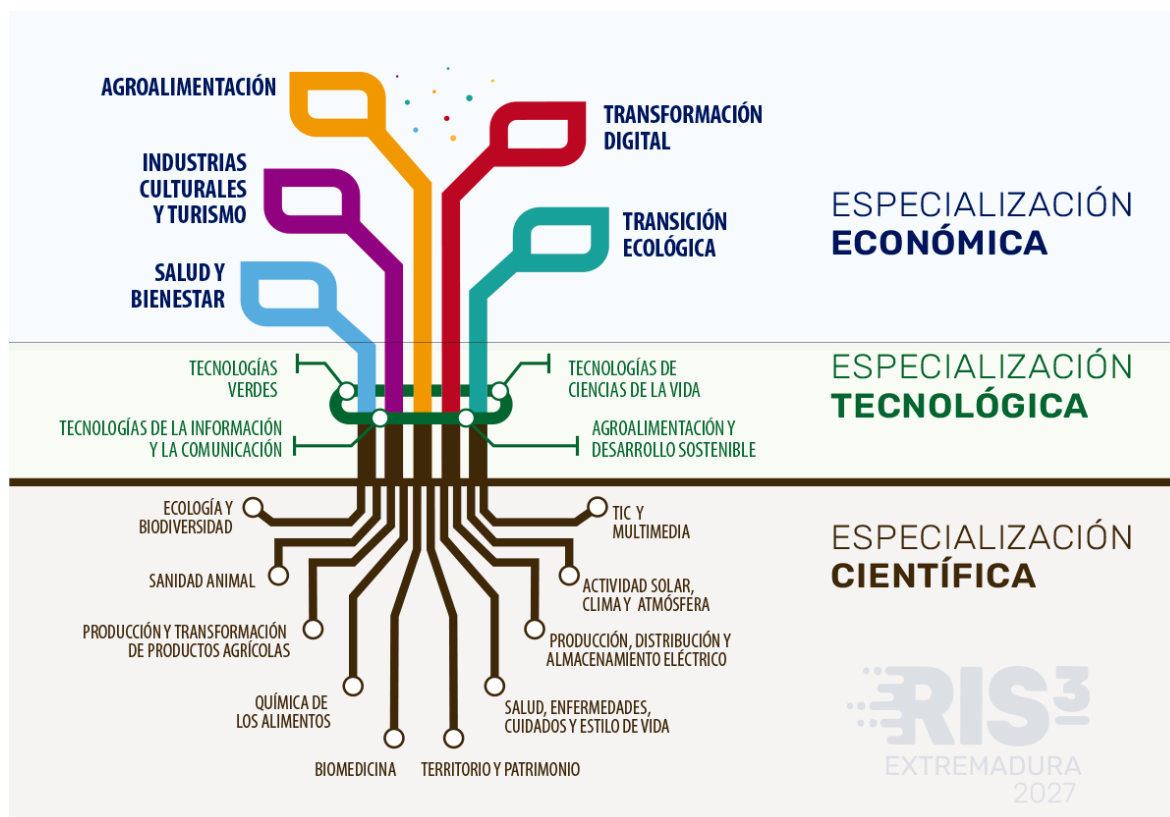 AGROALIMENTACIÓN
INDUSTRIAS
CULTURALES
Y TURISMO
SALUD Y
BIENESTAR
TRANSFORMACIÓN
DIGITAL
TRANSICIÓN
ECOLÓGICA
ESPECIALIZACIÓN
ECONÓMICA
TECNOLOGÍAS
VERDES
TECNOLOGÍAS DE LA INFORMACIÓN
Y LA COMUNICACIÓN
TECNOLOGÍAS DE
CIENCIAS DE LA VIDA
AGROALIMENTACIÓN Y
DESARROLLO SOSTENIBLE
ESPECIALIZACIÓN
TECNOLÓGICA
ECOLOGÍA Y
BIODIVERSIDAD
SANIDAD ANIMAL
PRODUCCIÓN Y TRANSFORMACIÓN
DE PRODUCTOS AGRÍCOLAS
QUÍMICA DE
LOS ALIMENTOS
BIOMEDICINA
TERRITORIO Y PATRIMONIO
SALUD, ENFERMEDADES,
CUIDADOS Y ESTILO DE VIDA
PRODUCCIÓN, DISTRIBUCIÓN Y
ALMACENAMIENTO ELÉCTRICO
ACTIVIDAD SOLAR,
CLIMA Y ATMÓSFERA
TIC Y
MULTIMEDIA
ESPECIALIZACIÓN
CIENTÍFICA
RIS3
EXTREMADURA
2027